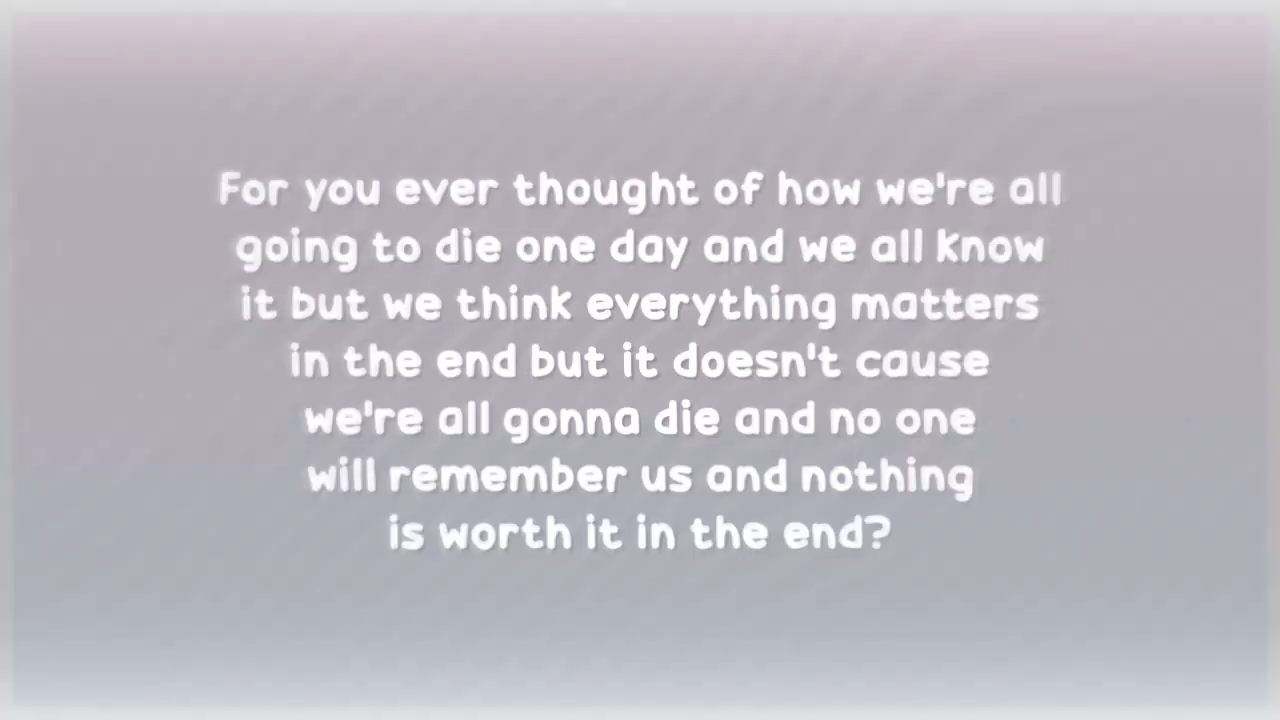 For you ever thought of how we're all
going to die one day and we all know
it but we think everything matters
in the end but it doesn't cause
we're all gonna die and no one
will remember us and nothing
is worth it in the end?